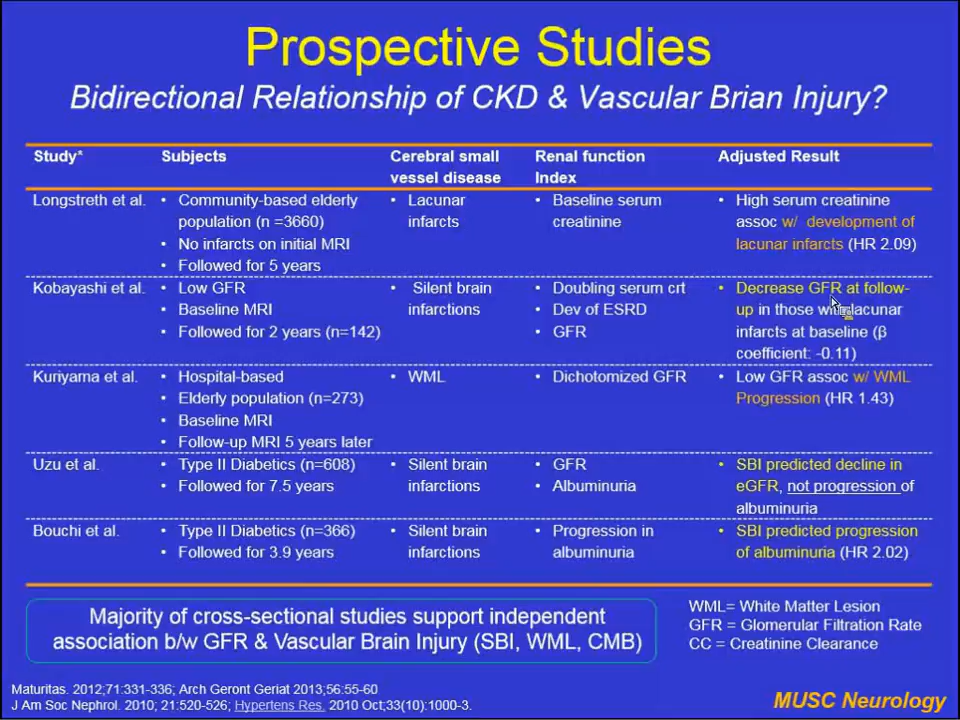 Prospective Studies
Bidirectional Relationship of CKD & Vascular Brian Injury?
Study* Subjects Cerebral small vessel disease Renal function Index Adjusted Result
Longstreth et al.
• Community-based elderly
population (n =3660)
• No infarcts on initial MRI
• Followed for 5 years
• Lacunar
infarcts
• Baseline serum
creatinine
• High serum creatinine
assoc w/ development of
lacunar infarcts (HR 2.09)
Kobayashi et al.
• Low GFR
• Baseline MRI
• Followed for 2 years (n=142)
• Silent brain
infarctions
• Doubling serum crt
• Dev of ESRD
• GFR
• Decrease GFR at follow-
up in those lacunar
infarcts at baseline (β
coefficient: -0.11)
Kuriyama et al.
• Hospital-based
• Elderly population (n=273)
• Baseline MRI
• Follow-up MRI 5 years later
• WML
• Dichotomized GFR
• Low GFR assoc w/ WML
Progression (HR 1.43)
Uzu et al.
• Type II Diabetics (n=608)
• Followed for 7.5 years
• Silent brain
infarctions
• GFR
• Albuminuria
• SBI predicted decline in
eGFR, not progression of
albuminuria
Bouchi et al.
• Type II Diabetics (n=366)
• Followed for 3.9 years
• Silent brain
infarctions
• Progression in
albuminuria
• SBI predicted progression
of albuminuria (HR 2.02)
Majority of cross-sectional studies support independent
association b/w GFR & Vascular Brain Injury (SBI, WML, CMB)
WML= White Matter Lesion
GFR = Glomerular Filtration Rate
CC = Creatinine Clearance
Maturitas. 2012;71:331-336; Arch Geront Geriat 2013;56:55-60
J Am Soc Nephrol. 2010; 21:520-526; Hypertens Res. 2010 Oct;33(10):1000-3.
MUSC Neurology